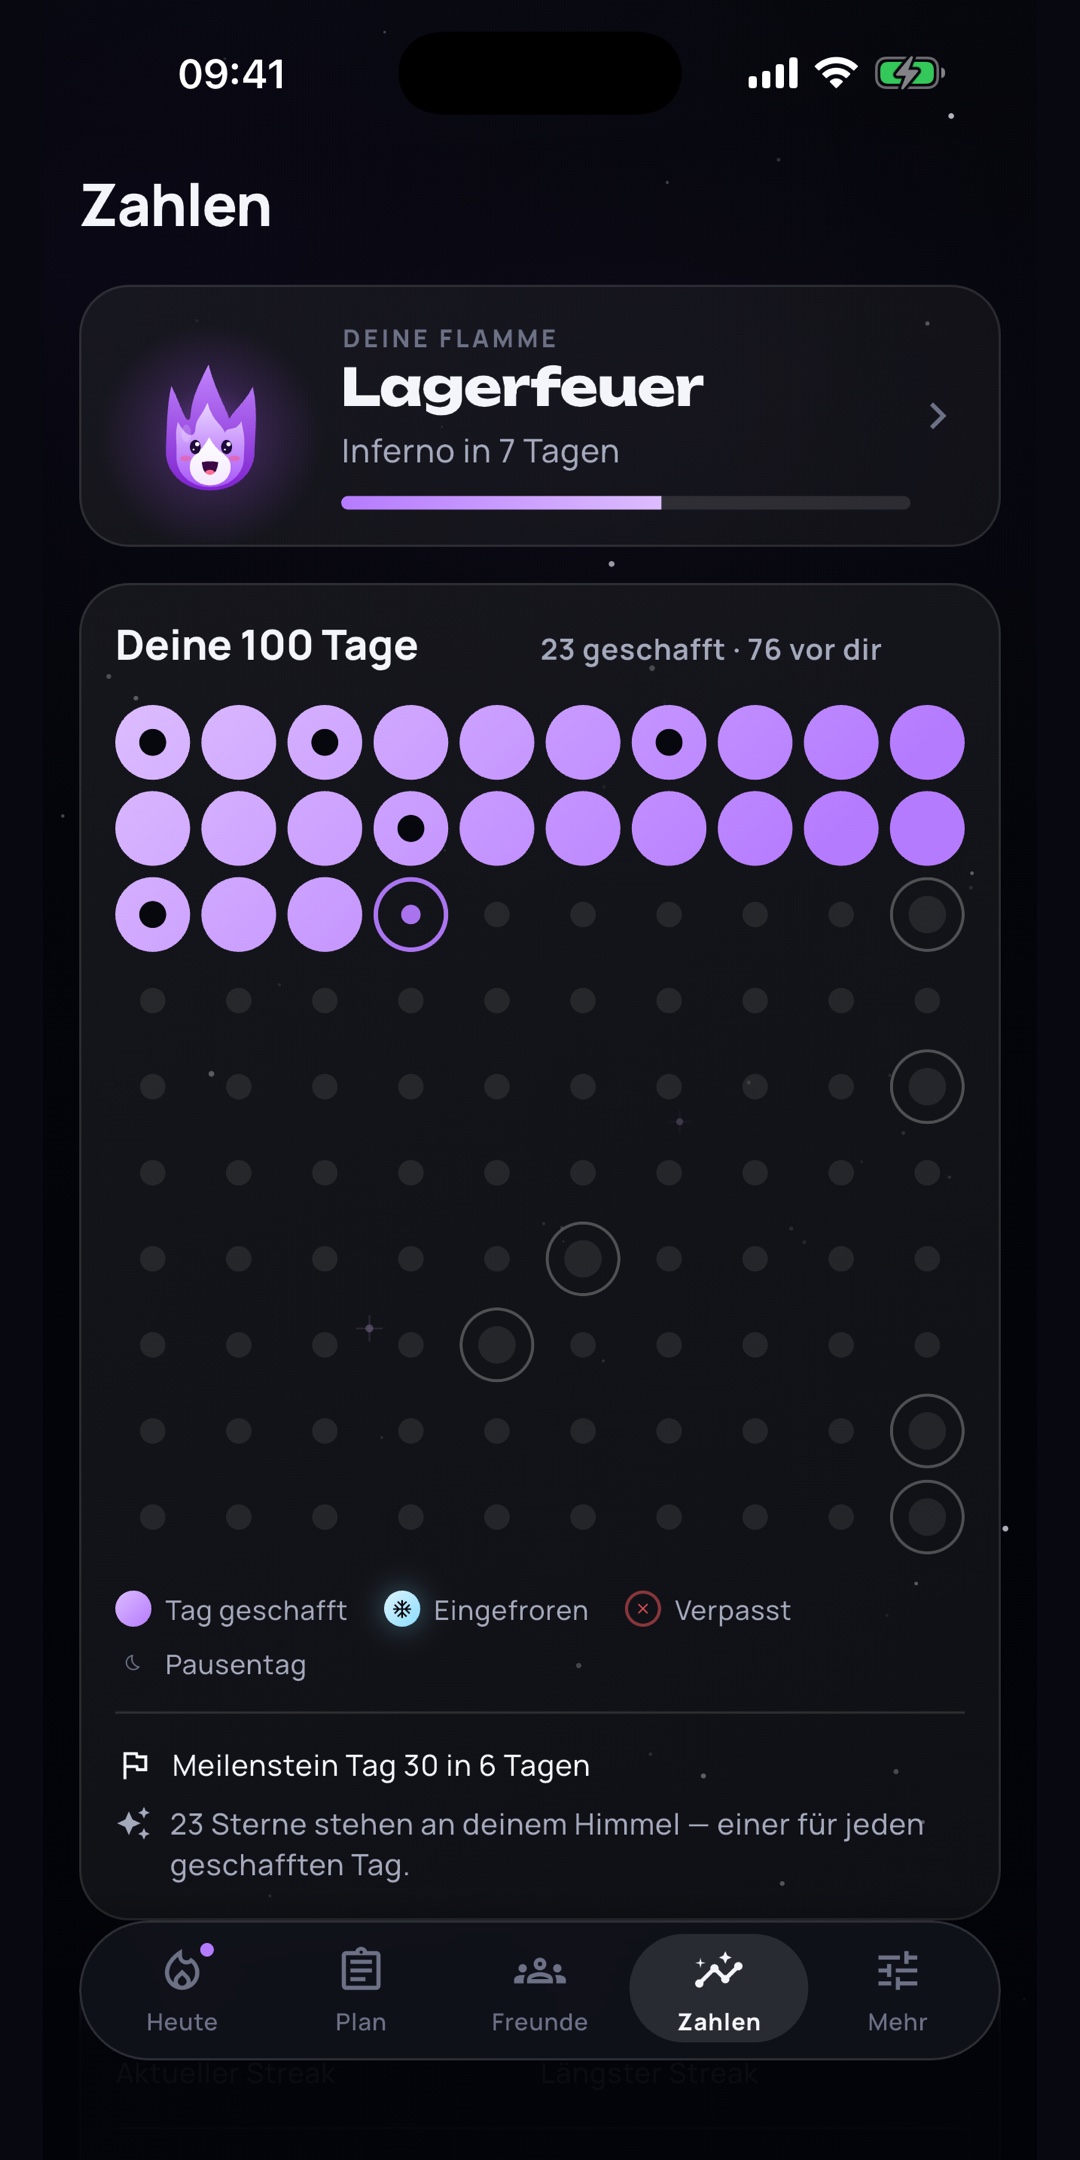 09:41
Zahlen
DEINE FLAMME
Lagerfeuer
Inferno in 7 Tagen
Deine 100 Tage
23 geschafft · 76 vor dir
Tag geschafft
Eingefroren
Verpasst
Pausentag
Meilenstein Tag 30 in 6 Tagen
23 Sterne stehen an deinem Himmel — einer für jeden
geschafften Tag.
Heute
Plan
Freunde
Zahlen
Mehr
Aktueller Streak
Längster Streak